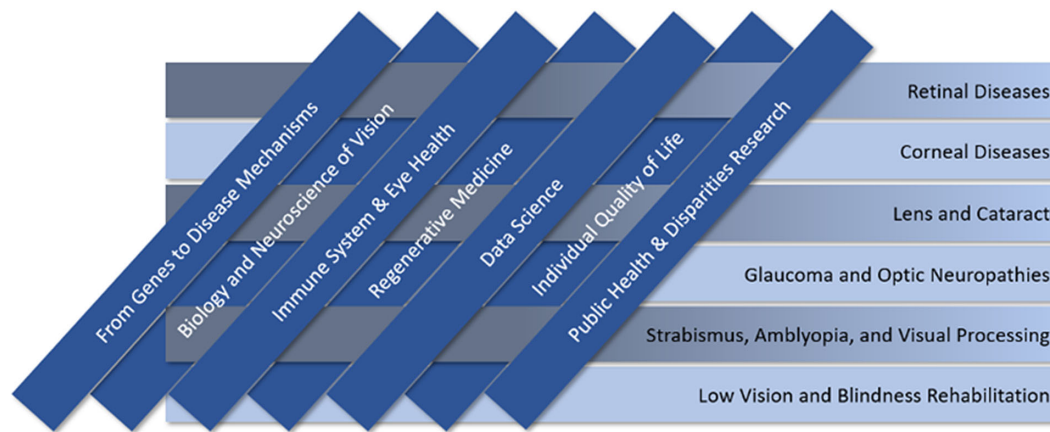 From Genes to Disease Mechanisms
Biology and Neuroscience of Vision
Immune System & Eye Health
Regenerative Medicine
Data Science
Individual Quality of Life
Public Health & Disparities Research
Retinal Diseases
Corneal Diseases
Lens and Cataract
Glaucoma and Optic Neuropathies
Strabismus, Amblyopia, and Visual Processing
Low Vision and Blindness Rehabilitation